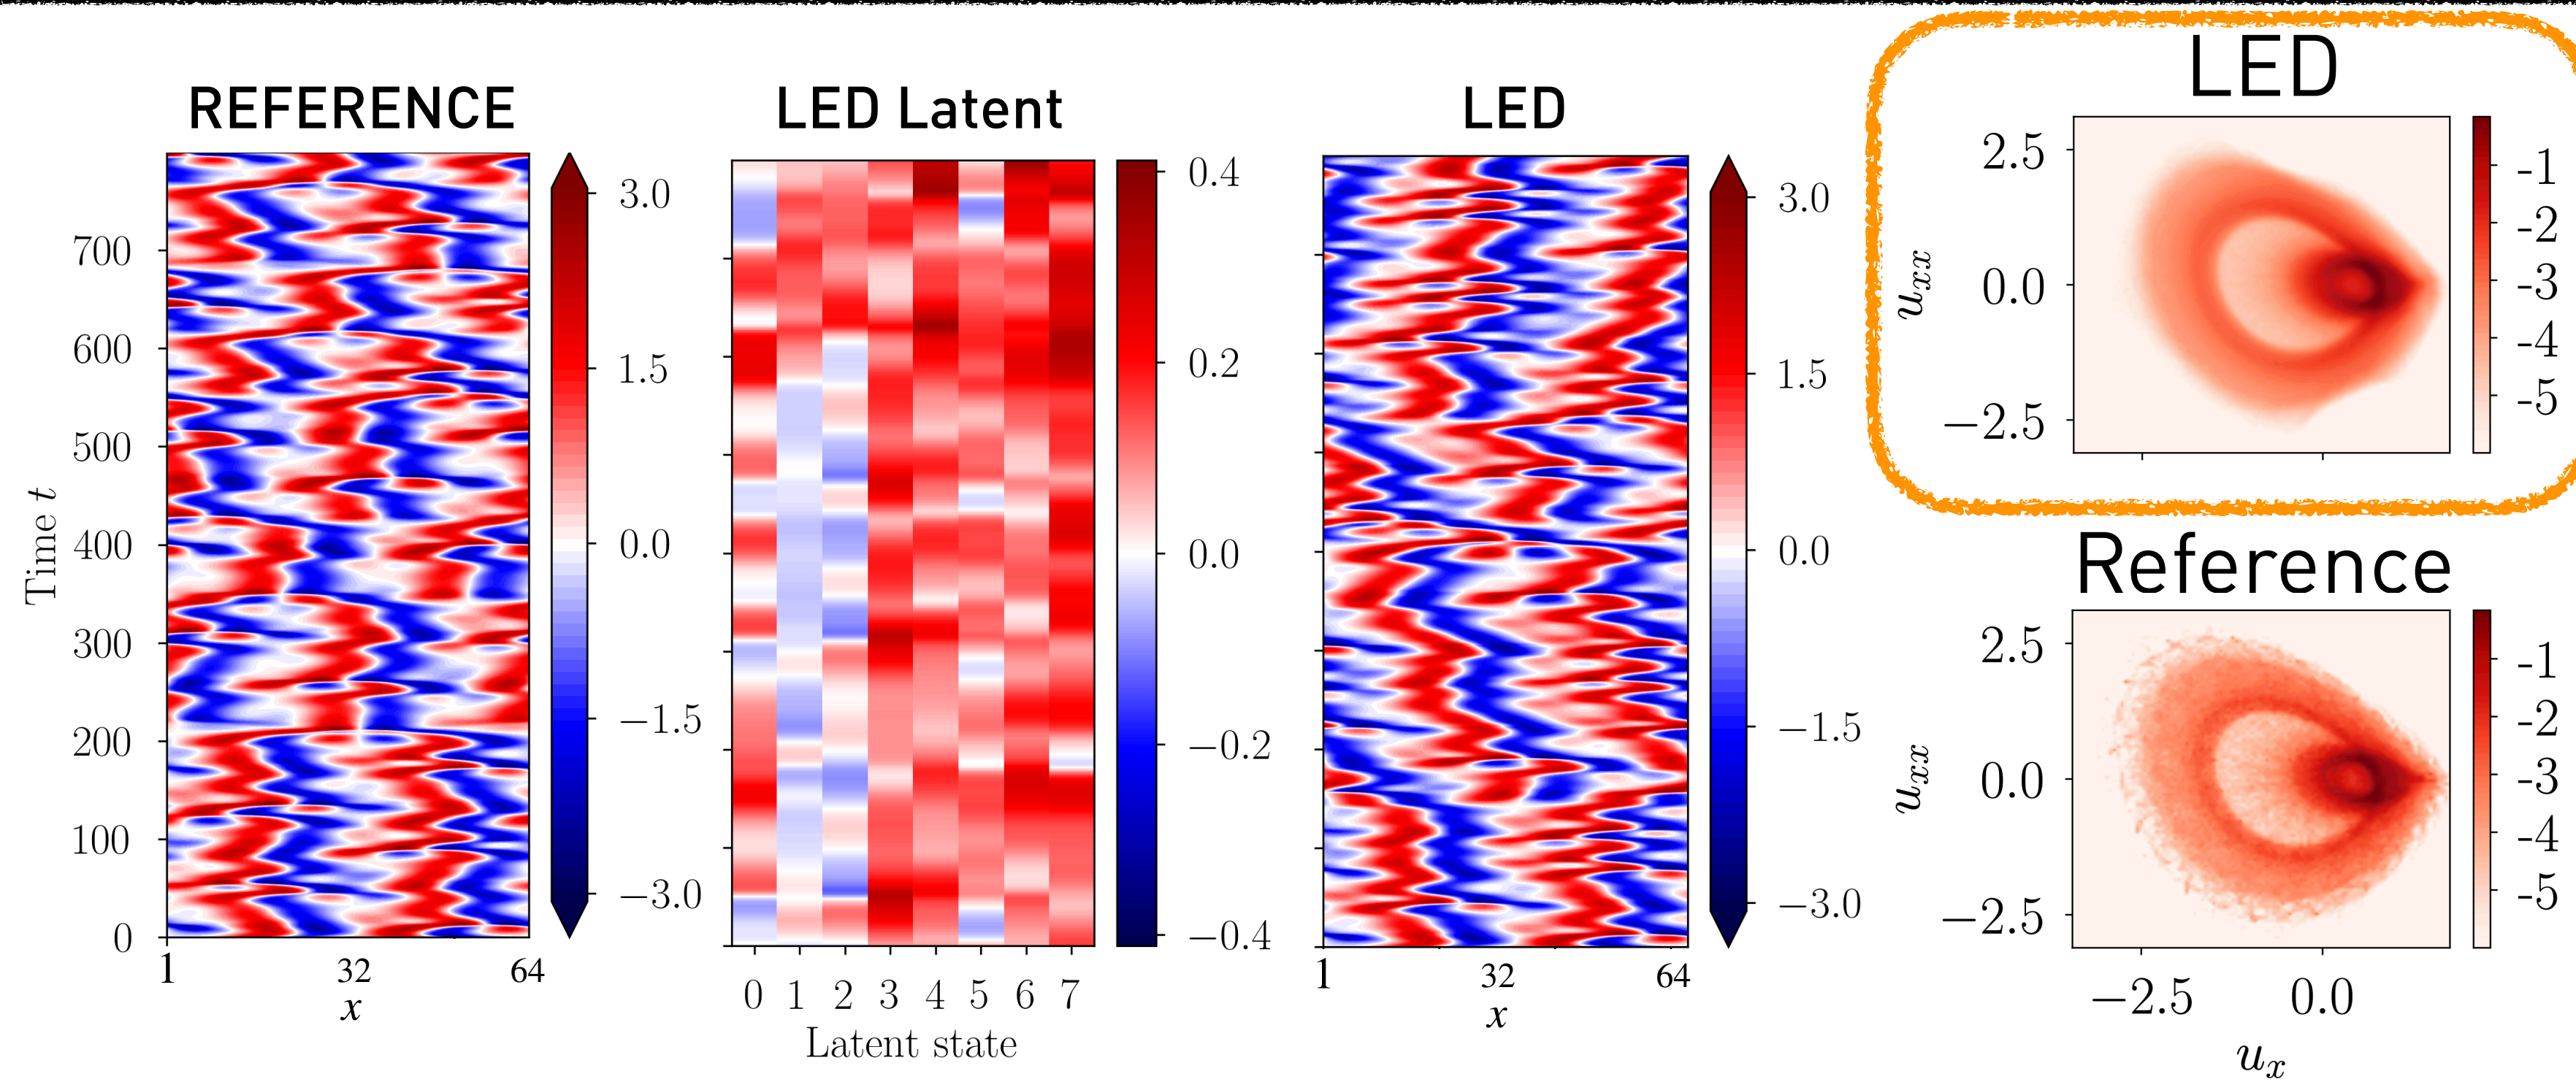 REFERENCE
3.0
1.5
0.0
−1.5
−3.0
Time t
700
600
500
400
300
200
100
0
1 32 64
x
LED Latent
0.4
0.2
0.0
−0.2
−0.4
0 1 2 3 4 5 6 7
Latent state
LED
3.0
1.5
0.0
−1.5
−3.0
1 32 64
x
LED
2.5
0.0
−2.5
u_xx
-1
-2
-3
-4
-5
Reference
2.5
0.0
−2.5
u_xx
-1
-2
-3
-4
-5
−2.5 0.0
u_x